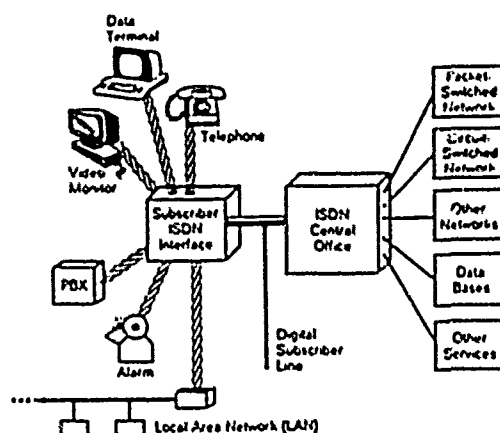 Data
Terminal
Telephone
Video
Monitor
Subscriber
ISDN
Interface
ISDN
Central
Office
Packet-
Switched
Network
Circuit-
Switched
Network
Other
Networks
Data
Bases
Other
Services
PBX
Alarm
Digital
Subscriber
Line
Local Area Network (LAN)